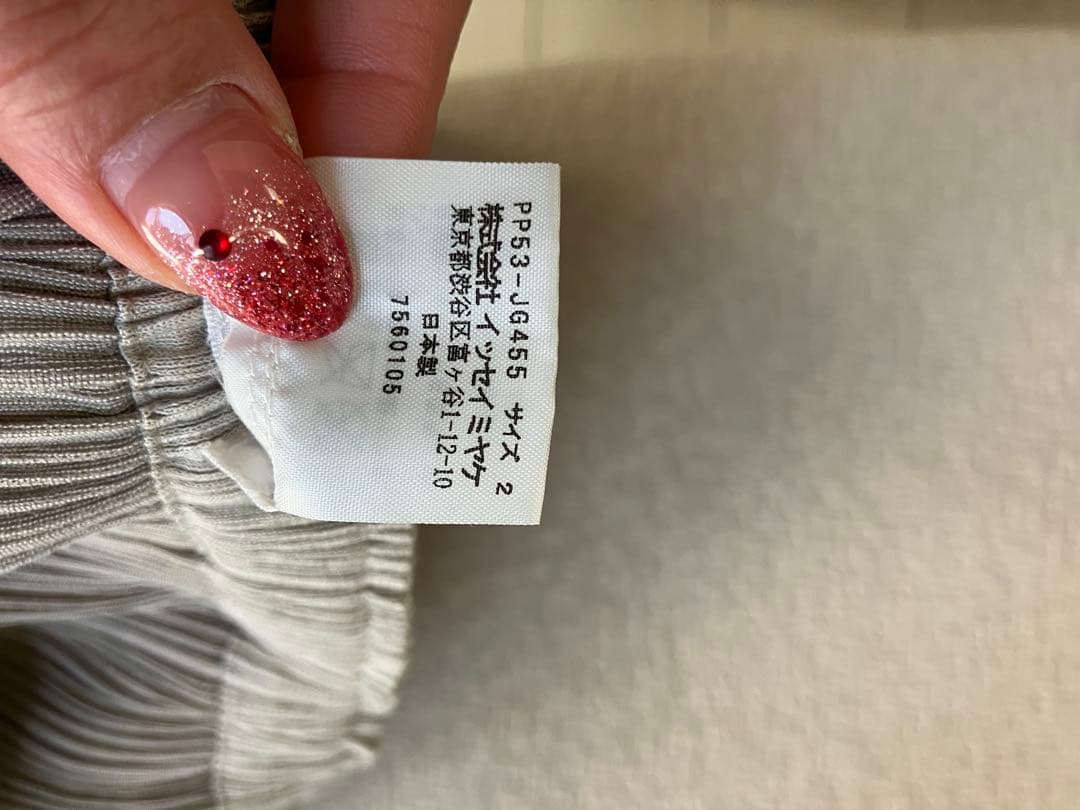 PP53-JG455 サイズ 2
株式会社 イッセイミヤケ
東京都渋谷区富ヶ谷1-12-10
日本製
7560105